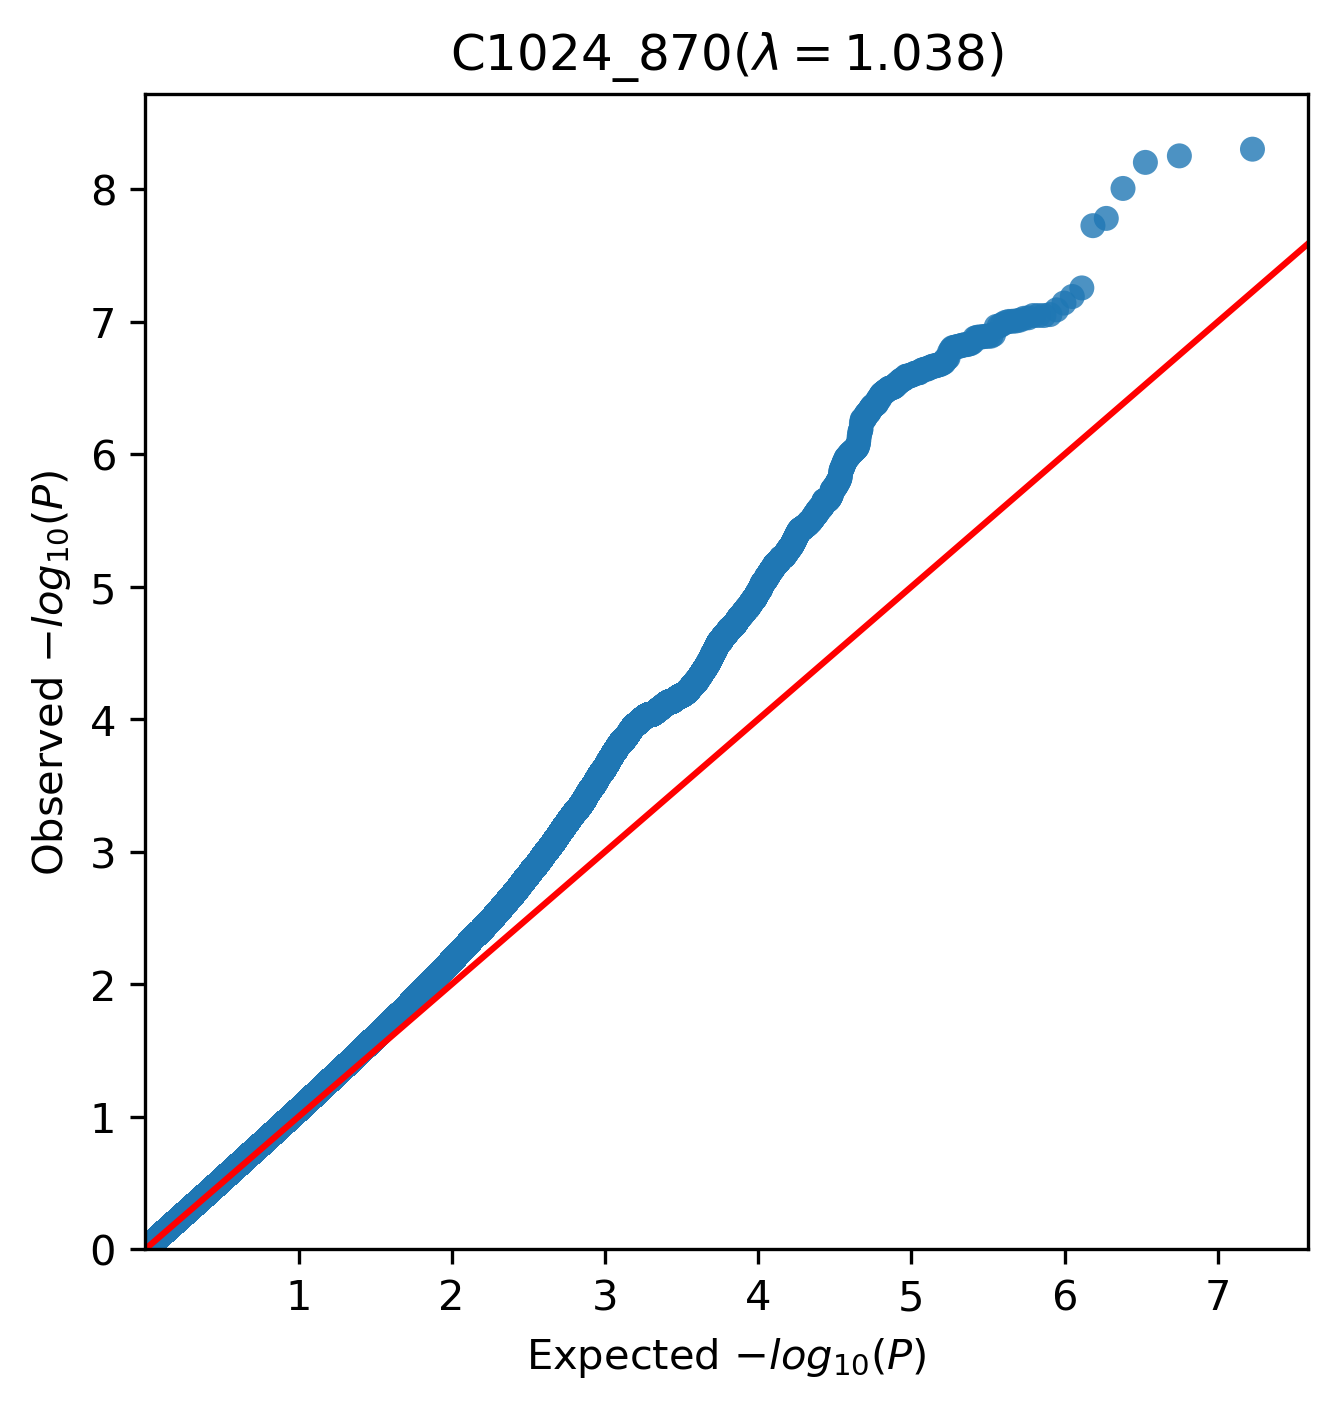 C1024_870(λ = 1.038)
Observed −log₁₀(P)
8
7
6
5
4
3
2
1
0
1 2 3 4 5 6 7
Expected −log₁₀(P)